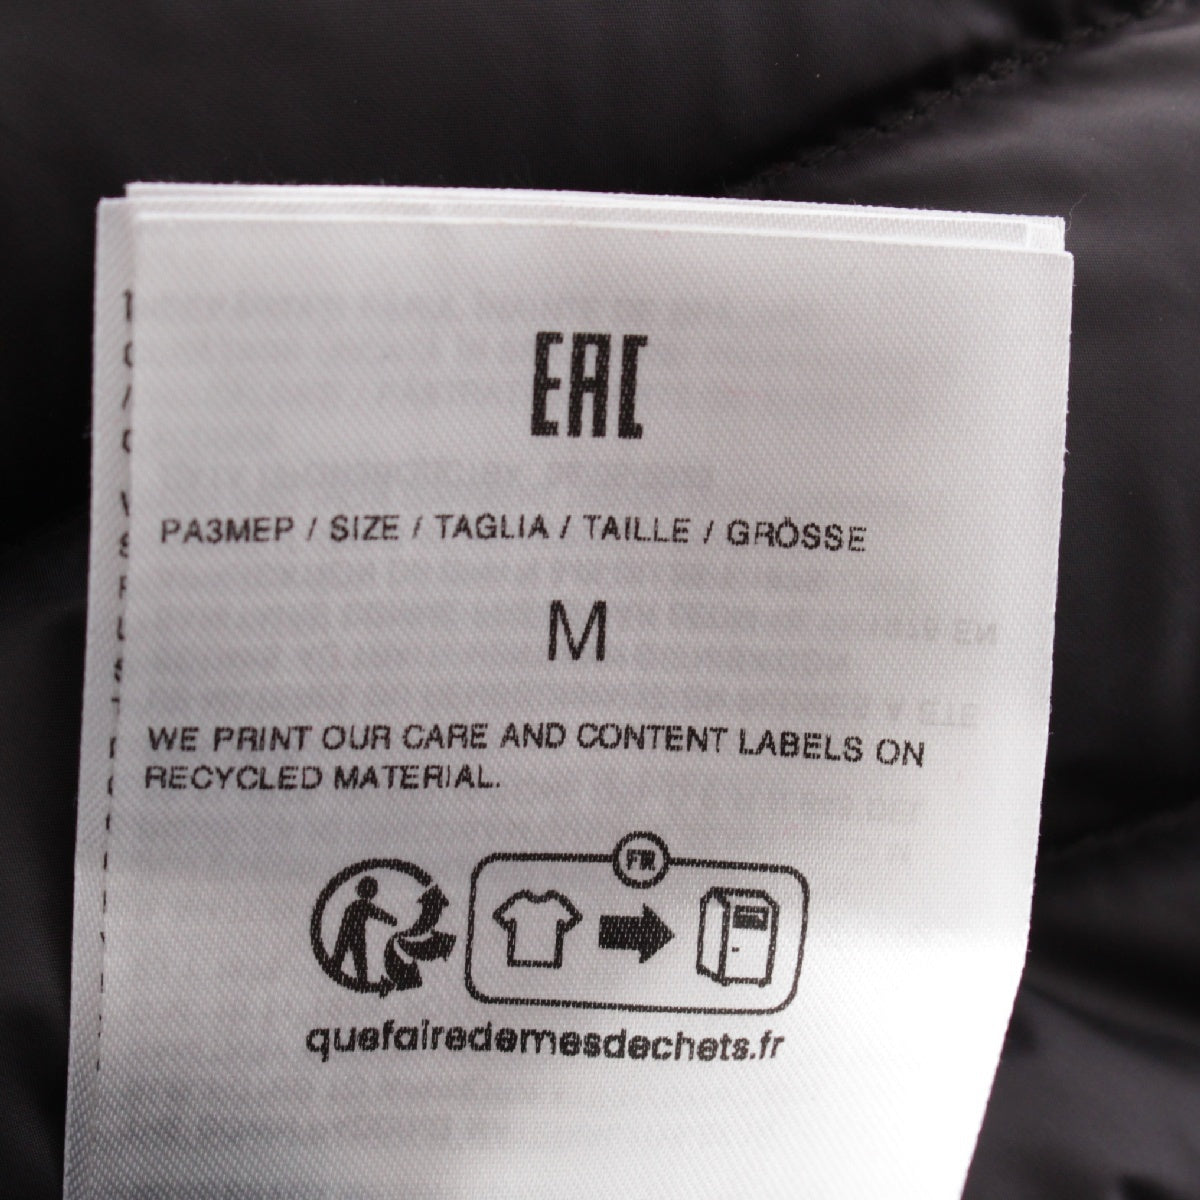 EAC
РАЗМЕР / SIZE / TAGLIA / TAILLE / GRÖSSE
M
WE PRINT OUR CARE AND CONTENT LABELS ON
RECYCLED MATERIAL.
FR
quefairedemesdechets.fr